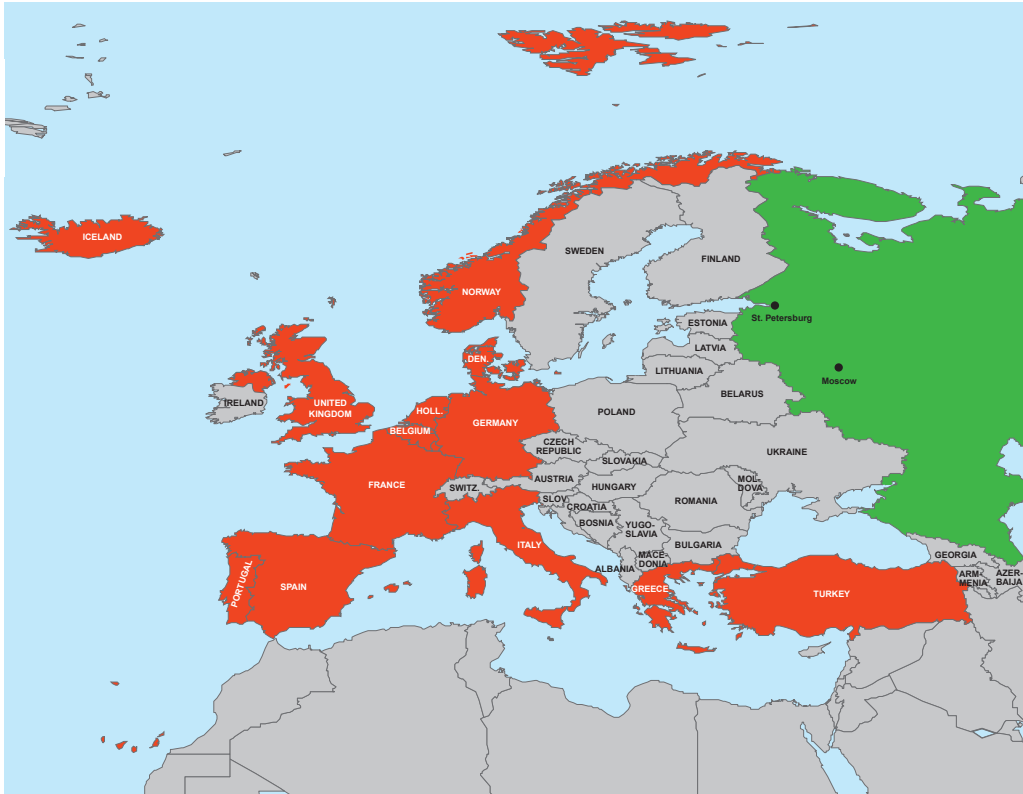 ICELAND
SWEDEN
FINLAND
NORWAY
St. Petersburg
ESTONIA
LATVIA
DEN.
LITHUANIA
Moscow
BELARUS
IRELAND
UNITED
KINGDOM
HOLL.
POLAND
GERMANY
BELGIUM
CZECH
REPUBLIC
UKRAINE
SLOVAKIA
FRANCE
SWITZ.
AUSTRIA
HUNGARY
MOL-
DOVA
ROMANIA
SLOV.
CROATIA
BOSNIA
YUGO-
SLAVIA
ITALY
BULGARIA
GEORGIA
MACE-
DONIA
ALBANIA
ARM-
MENIA
AZER-
BAIJA
PORTUGAL
SPAIN
GREECE
TURKEY